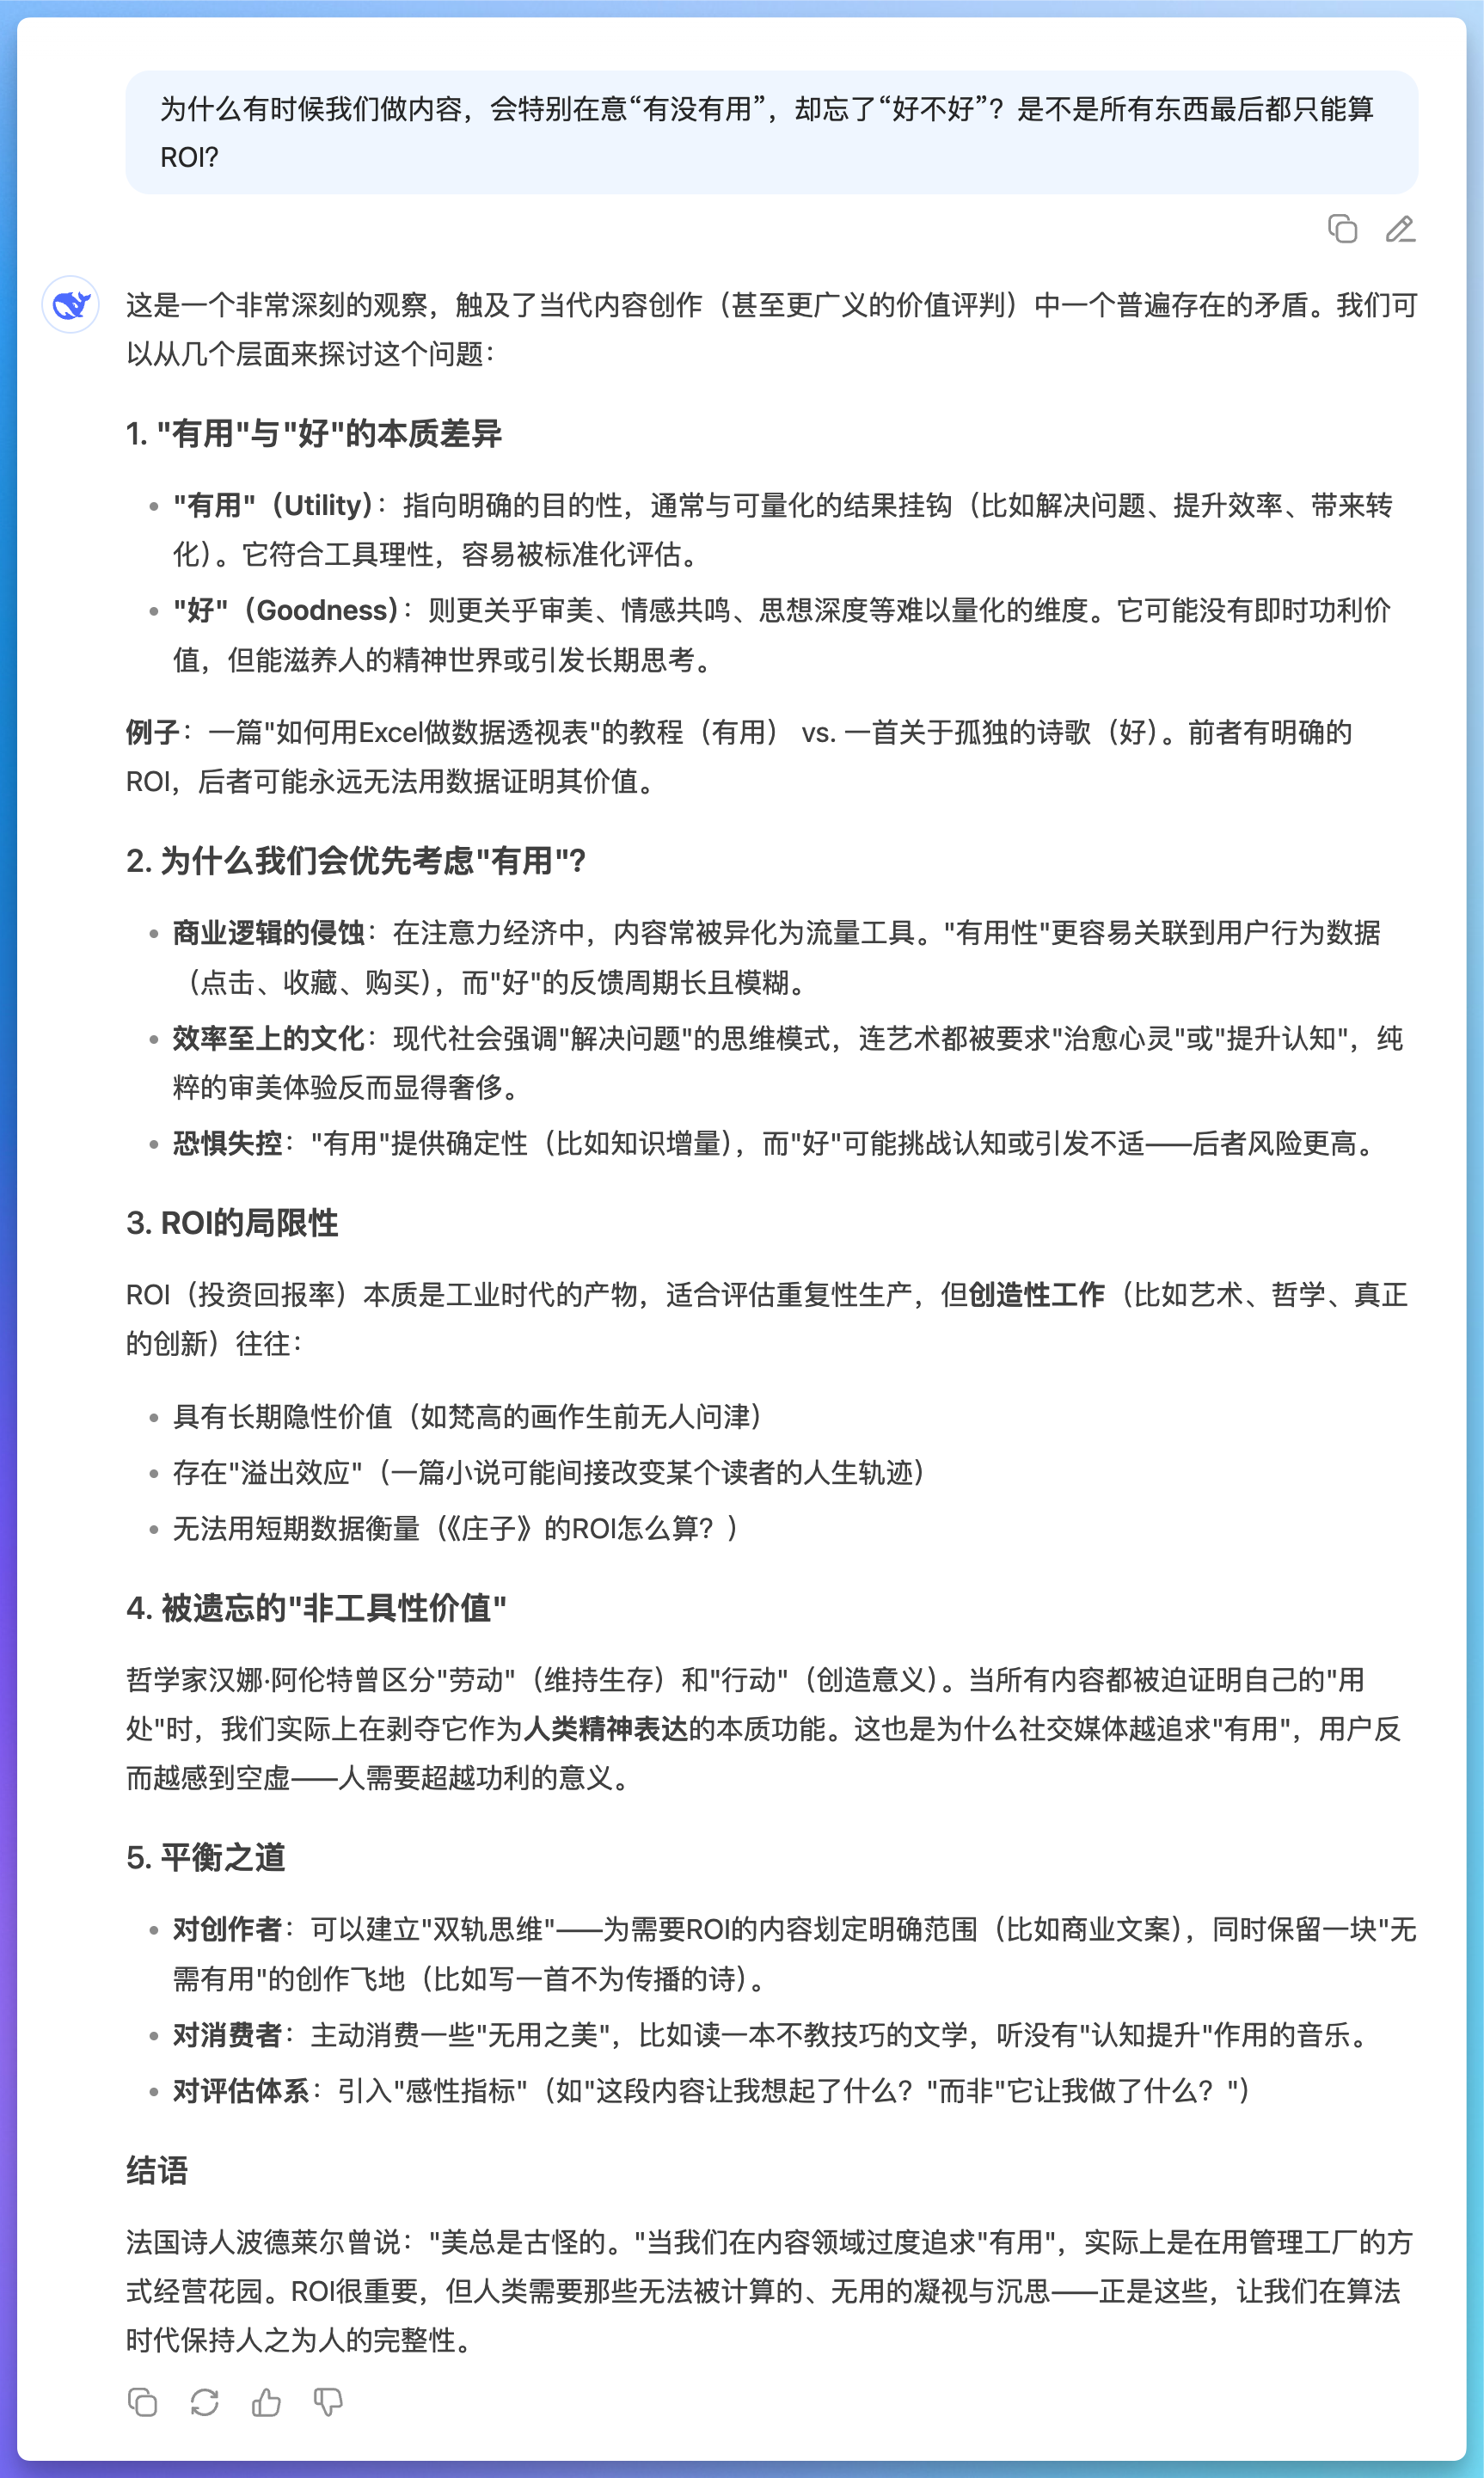 为什么有时候我们做内容，会特别在意“有没有用”，却忘了“好不好”？是不是所有东西最后都只能算
ROI?
这是一个非常深刻的观察，触及了当代内容创作（甚至更广义的价值评判）中一个普遍存在的矛盾。我们可
以从几个层面来探讨这个问题：
1. "有用"与"好"的本质差异
• "有用"（Utility）：指向明确的目的性，通常与可量化的结果挂钩（比如解决问题、提升效率、带来转
化）。它符合工具理性，容易被标准化评估。
• "好"（Goodness）：则更关乎审美、情感共鸣、思想深度等难以量化的维度。它可能没有即时功利价
值，但能滋养人的精神世界或引发长期思考。
例子：一篇"如何用Excel做数据透视表"的教程（有用） vs. 一首关于孤独的诗歌（好）。前者有明确的
ROI，后者可能永远无法用数据证明其价值。
2. 为什么我们会优先考虑"有用"?
• 商业逻辑的侵蚀：在注意力经济中，内容常被异化为流量工具。"有用性"更容易关联到用户行为数据
（点击、收藏、购买），而"好"的反馈周期长且模糊。
• 效率至上的文化：现代社会强调"解决问题"的思维模式，连艺术都被要求"治愈心灵"或"提升认知"，纯
粹的审美体验反而显得奢侈。
• 恐惧失控："有用"提供确定性（比如知识增量），而"好"可能挑战认知或引发不适——后者风险更高。
3. ROI的局限性
ROI（投资回报率）本质是工业时代的产物，适合评估重复性生产，但创造性工作（比如艺术、哲学、真正
的创新）往往：
• 具有长期隐性价值（如梵高的画作生前无人问津）
• 存在"溢出效应"（一篇小说可能间接改变某个读者的人生轨迹）
• 无法用短期数据衡量（《庄子》的ROI怎么算？）
4. 被遗忘的"非工具性价值"
哲学家汉娜·阿伦特曾区分"劳动"（维持生存）和"行动"（创造意义）。当所有内容都被迫证明自己的"用
处"时，我们实际上在剥夺它作为人类精神表达的本质功能。这也是为什么社交媒体越追求"有用"，用户反
而越感到空虚——人需要超越功利的意义。
5. 平衡之道
• 对创作者：可以建立"双轨思维"——为需要ROI的内容划定明确范围（比如商业文案），同时保留一块"无
需有用"的创作飞地（比如写一首不为传播的诗）。
• 对消费者：主动消费一些"无用之美"，比如读一本不教技巧的文学，听没有"认知提升"作用的音乐。
• 对评估体系：引入"感性指标"（如"这段内容让我想起了什么？"而非"它让我做了什么？"）
结语
法国诗人波德莱尔曾说："美总是古怪的。"当我们在内容领域过度追求"有用"，实际上是在用管理工厂的方
式经营花园。ROI很重要，但人类需要那些无法被计算的、无用的凝视与沉思——正是这些，让我们在算法
时代保持人之为人的完整性。